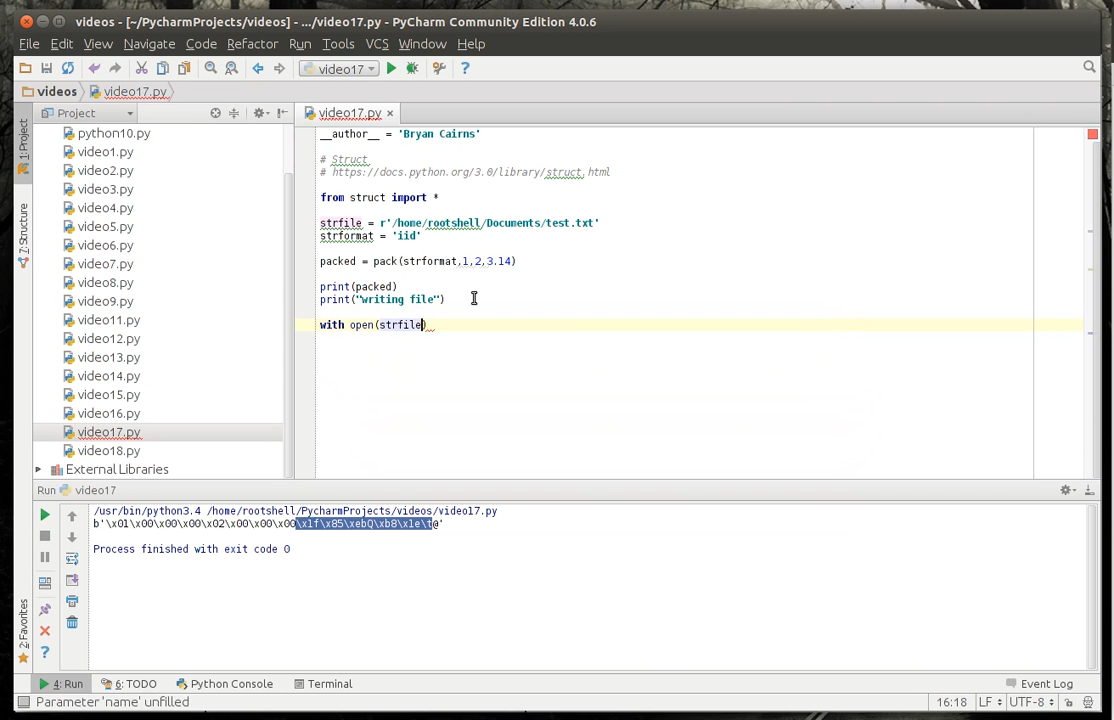 videos - [~/PycharmProjects/videos] - .../video17.py - PyCharm Community Edition 4.0.6
File Edit View Navigate Code Refactor Run Tools VCS Window Help
video17
videos video17.py
1: Project
7: Structure
2: Favorites
Project
python10.py
video1.py
video2.py
video3.py
video4.py
video5.py
video6.py
video7.py
video8.py
video9.py
video11.py
video12.py
video13.py
video14.py
video15.py
video16.py
video17.py
video18.py
External Libraries
video17.py
__author__ = 'Bryan Cairns'
# Struct
# https://docs.python.org/3.0/library/struct.html
from struct import *
strfile = r'/home/rootshell/Documents/test.txt'
strformat = 'iid'
packed = pack(strformat,1,2,3.14)
print(packed)
print("writing file")
with open(strfile)
Run video17
/usr/bin/python3.4 /home/rootshell/PycharmProjects/videos/video17.py
b'\x01\x00\x00\x00\x02\x00\x00\x00\x1f\x85\xebQ\xb8\x1e\t@'
Process finished with exit code 0
4: Run 6: TODO Python Console Terminal Event Log
Parameter 'name' unfilled 16:18 LF UTF-8